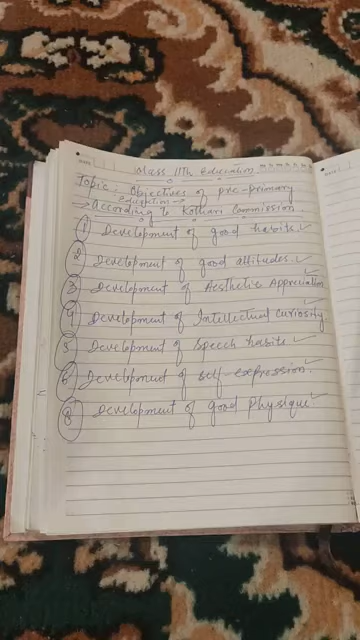 Class 11th Education
Topic: Objectives of pre-primary
education →
→ According to Kothari Commission
1 Development of good habits
2 Development of good attitudes
3 Development of Aesthetic Appreciation
4 Development of Intellectual curiosity
5 Development of Speech habits
6 Development of self-expression
8 Development of good Physique